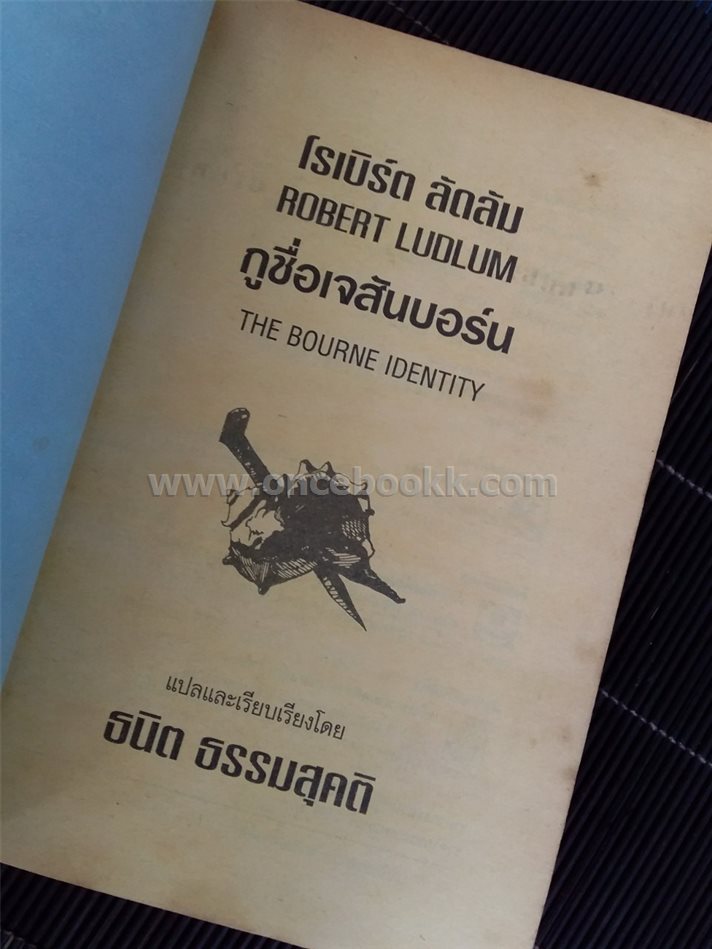 โรเบิร์ต ลัดลัม
ROBERT LUDLUM
กูชื่อเจสันบอร์น
THE BOURNE IDENTITY
www.oncebookk.com
แปลและเรียบเรียงโดย
ธนิต ธรรมสุคติ